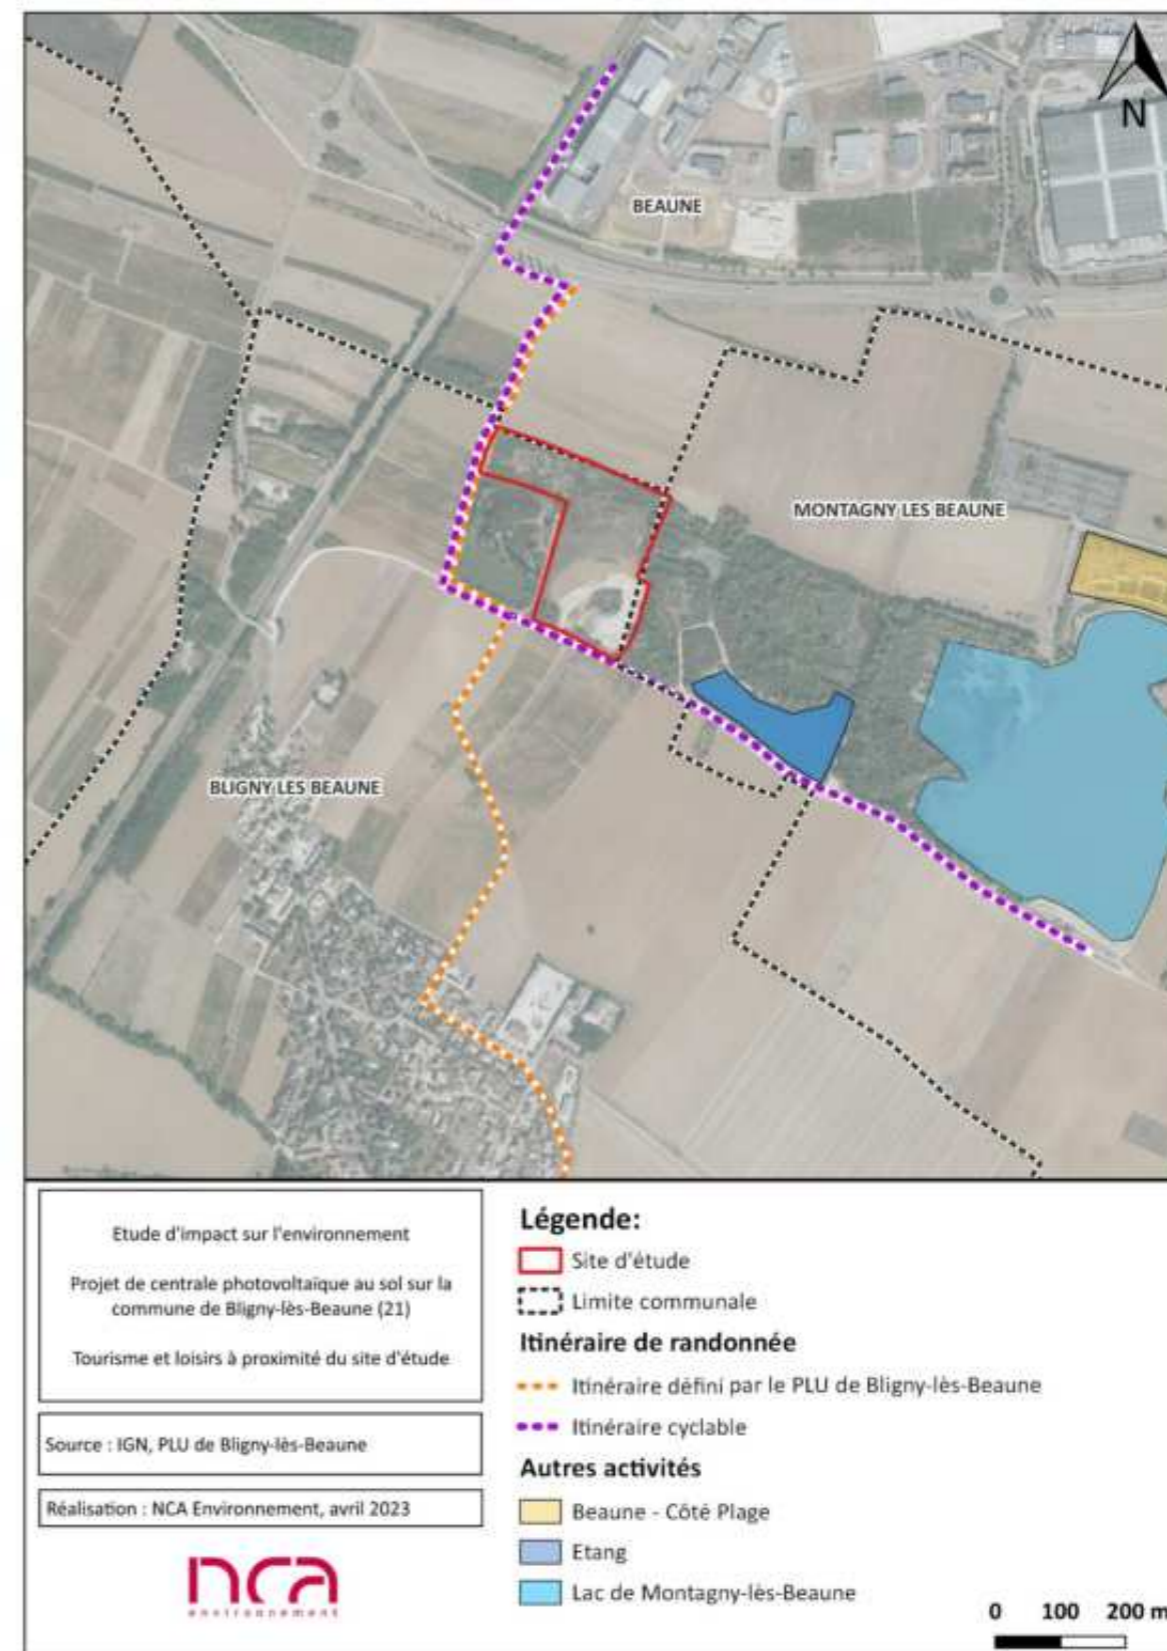 N
BEAUNE
MONTAGNY LES BEAUNE
BLIGNY LES BEAUNE
Etude d'impact sur l'environnement
Projet de centrale photovoltaïque au sol sur la
commune de Bligny-lès-Beaune (21)
Tourisme et loisirs à proximité du site d'étude
Source : IGN, PLU de Bligny-lès-Beaune
Réalisation : NCA Environnement, avril 2023
nca
environnement
Légende:
Site d'étude
Limite communale
Itinéraire de randonnée
Itinéraire défini par le PLU de Bligny-lès-Beaune
Itinéraire cyclable
Autres activités
Beaune - Côté Plage
Etang
Lac de Montagny-lès-Beaune
0 100 200 m